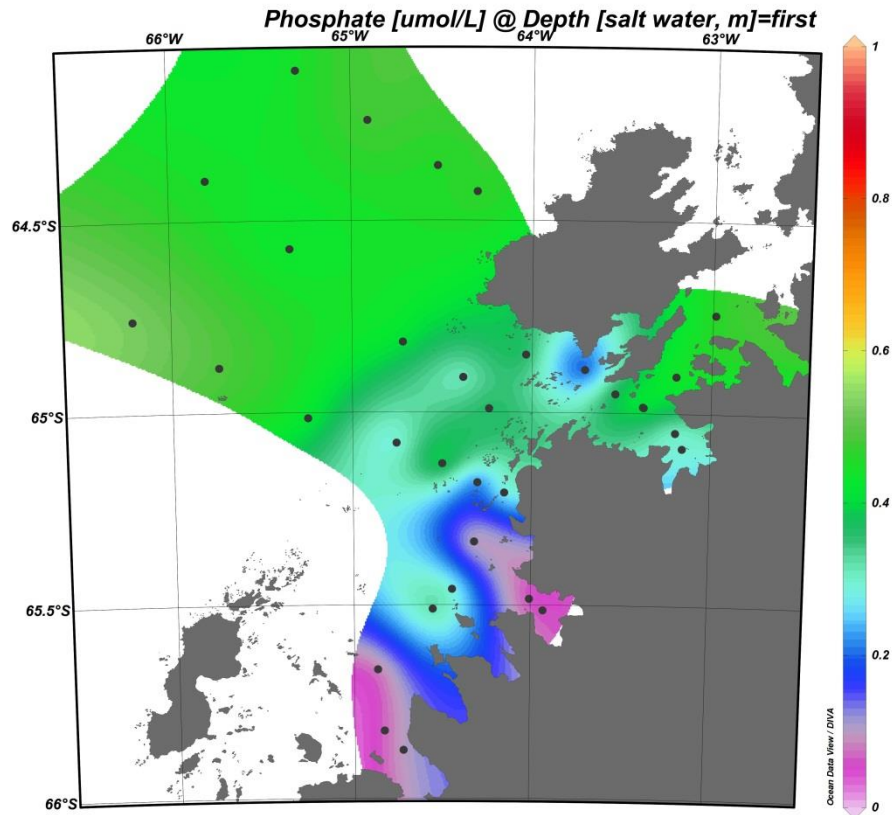 Phosphate [umol/L] @ Depth [salt water, m]=first
66°W 65°W 64°W 63°W
64.5°S
65°S
65.5°S
66°S
1
0.8
0.6
0.4
0.2
0
Ocean Data View / DIVA